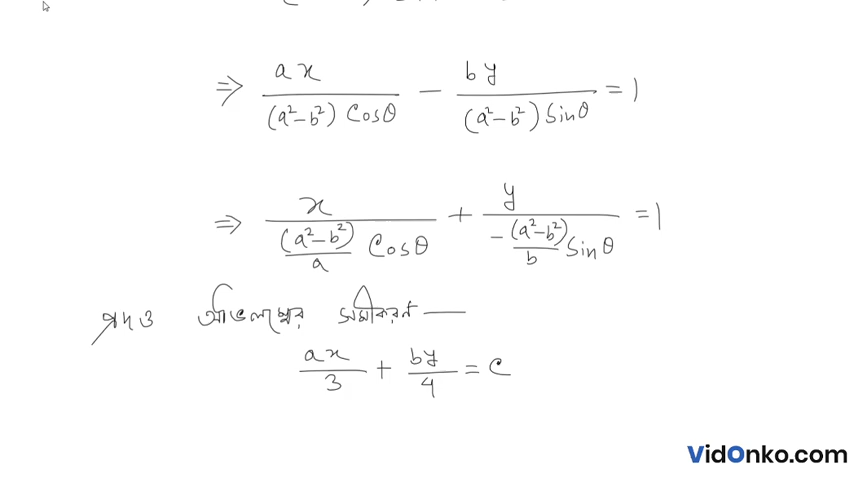 ⇒ ax / (a² – b²) Cosθ – by / (a² – b²) Sinθ = 1
⇒ x / ((a² – b²)/a Cosθ) + y / (–(a² – b²)/b Sinθ) = 1
প্রদত্ত অভিলম্বের সমীকরণ —
ax/3 + by/4 = c
VidOnko.com